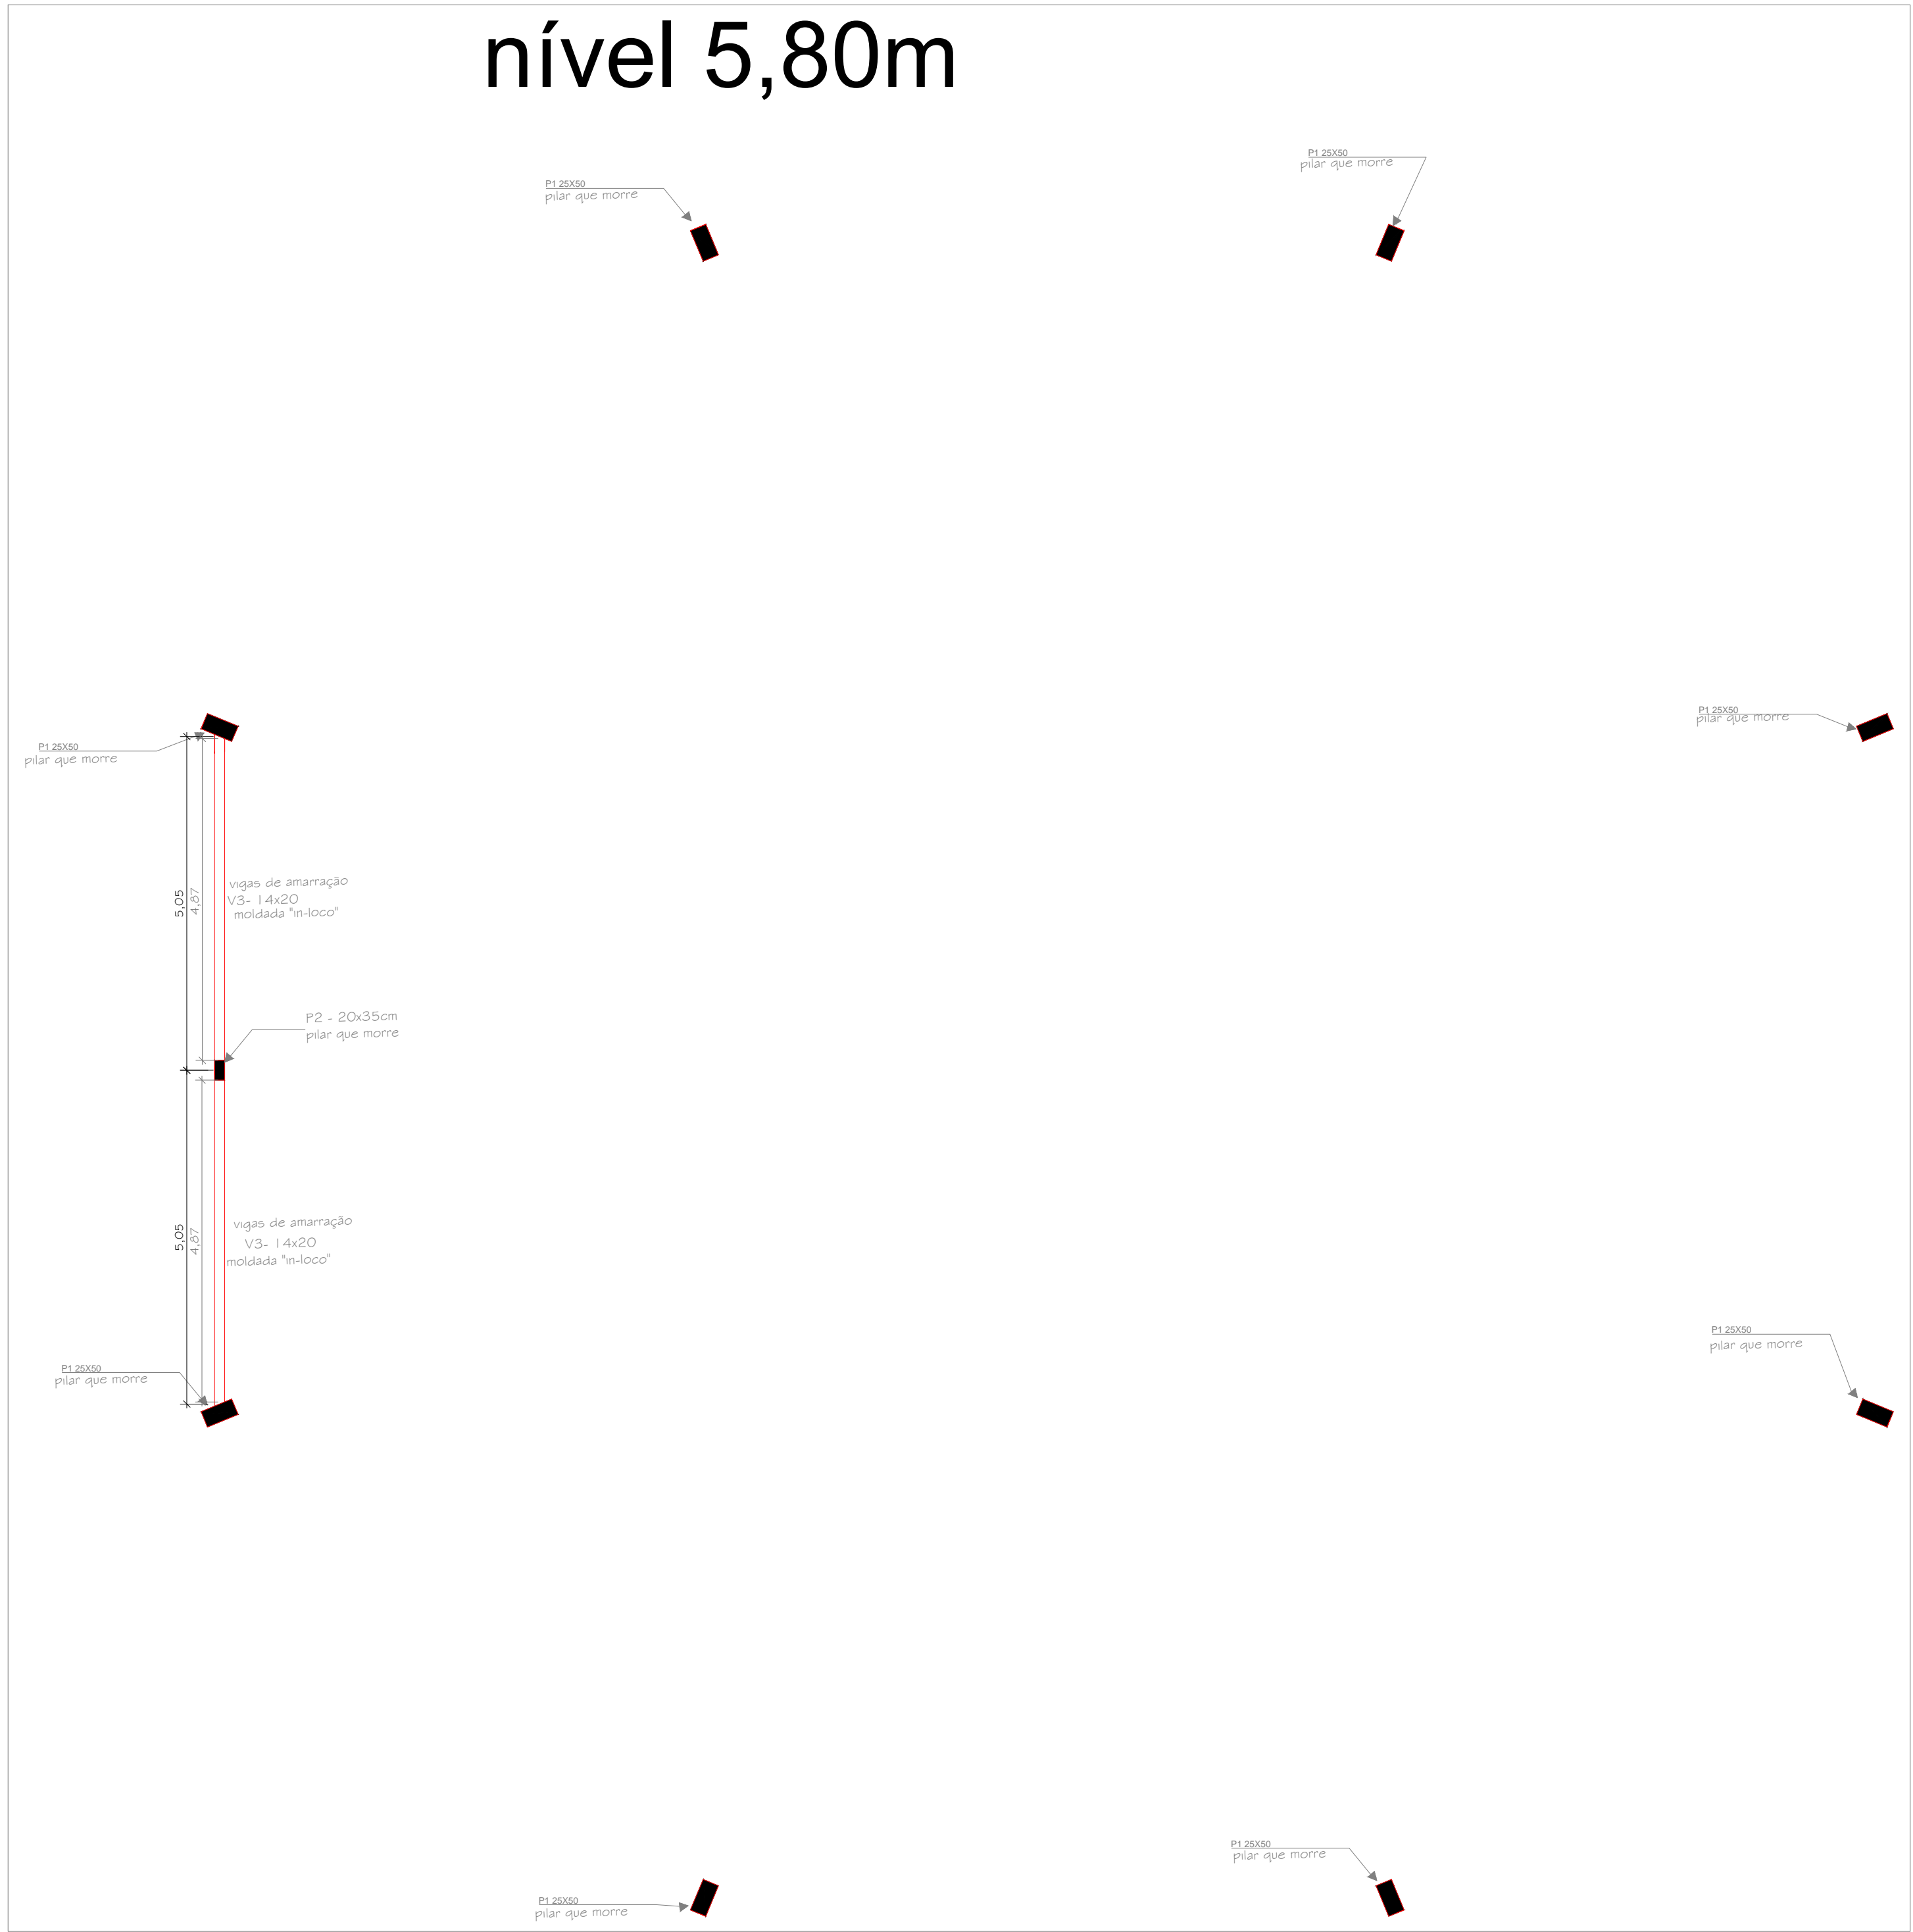 nível 5,80m
P1 25X50
pilar que morre
P1 25X50
pilar que morre
P1 25X50
pilar que morre
P1 25X50
pilar que morre
5,05
4,87
vigas de amarração
V3- 14x20
moldada "in-loco"
P2 - 20x35cm
pilar que morre
5,05
4,87
vigas de amarração
V3- 14x20
moldada "in-loco"
P1 25X50
pilar que morre
P1 25X50
pilar que morre
P1 25X50
pilar que morre
P1 25X50
pilar que morre